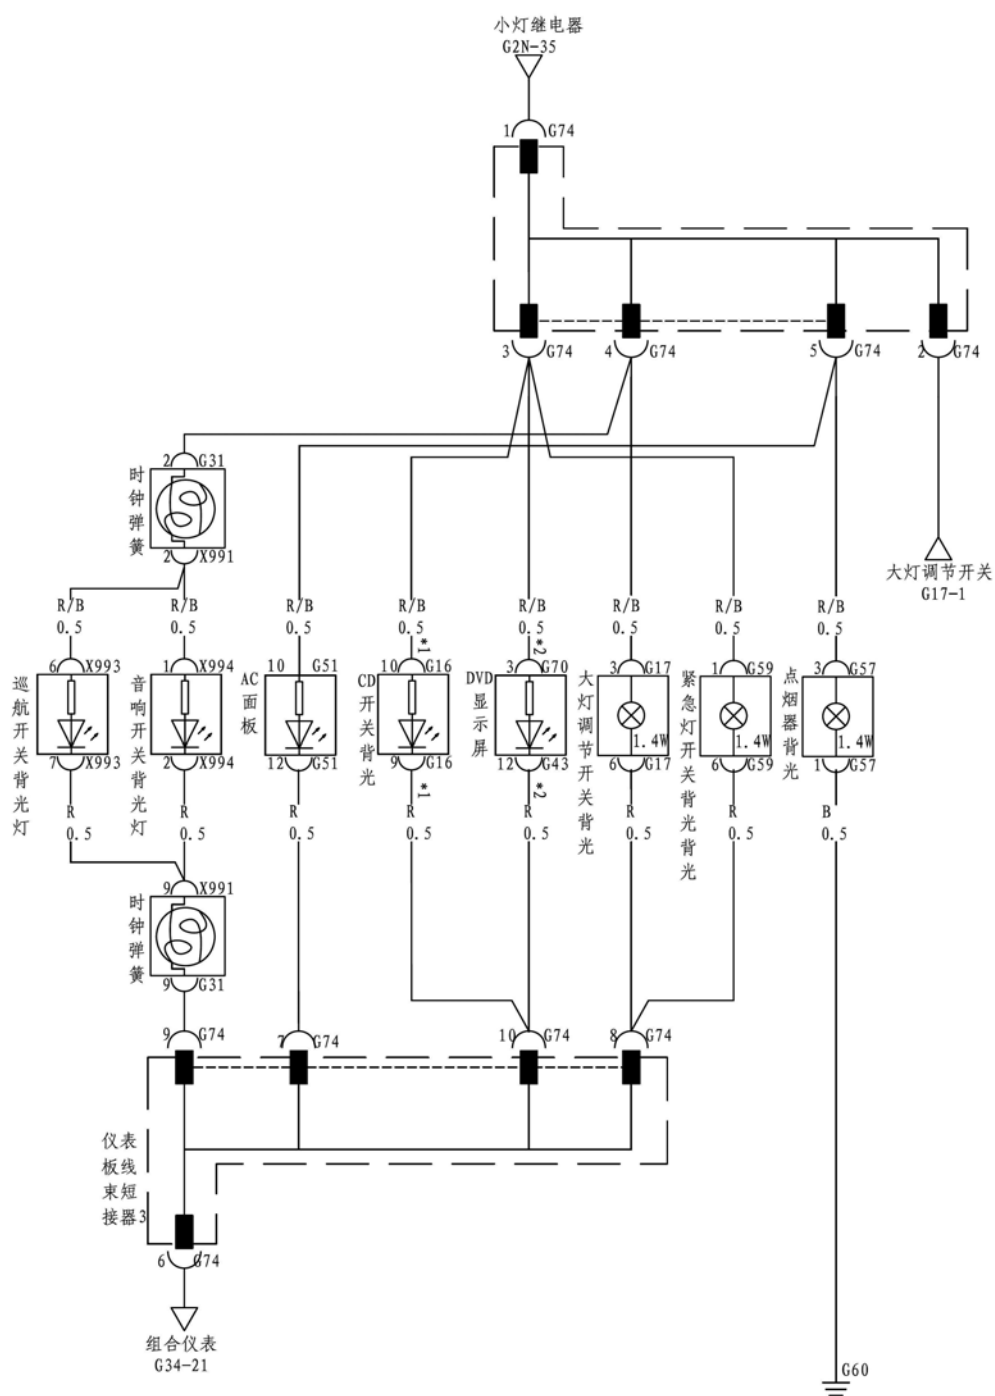 小灯继电器
G2N-35
1 G74
3 G74 4 G74 5 G74 2 G74
2 G31
时钟弹簧
2 X991
大灯调节开关
G17-1
R/B R/B R/B R/B R/B R/B R/B R/B
0.5 0.5 0.5 0.5 0.5 0.5 0.5 0.5
*1 *2
6 X993 1 X994 10 G51 10 G16 3 G70 3 G17 1 G59 3 G57
巡航开关背光灯
音响开关背光灯
AC面板
CD开关背光
DVD显示屏
大灯调节开关背光
紧急灯开关背光背光
点烟器背光
1.4W 1.4W 1.4W
7 X993 2 X994 12 G51 9 G16 12 G43 6 G17 6 G59 1 G57
*1 *2
R R R R R R R B
0.5 0.5 0.5 0.5 0.5 0.5 0.5 0.5
9 X991
时钟弹簧
9 G31
9 G74 7 G74 10 G74 8 G74
仪表
板线
束短
接器3
6 G74
组合仪表
G34-21
G60